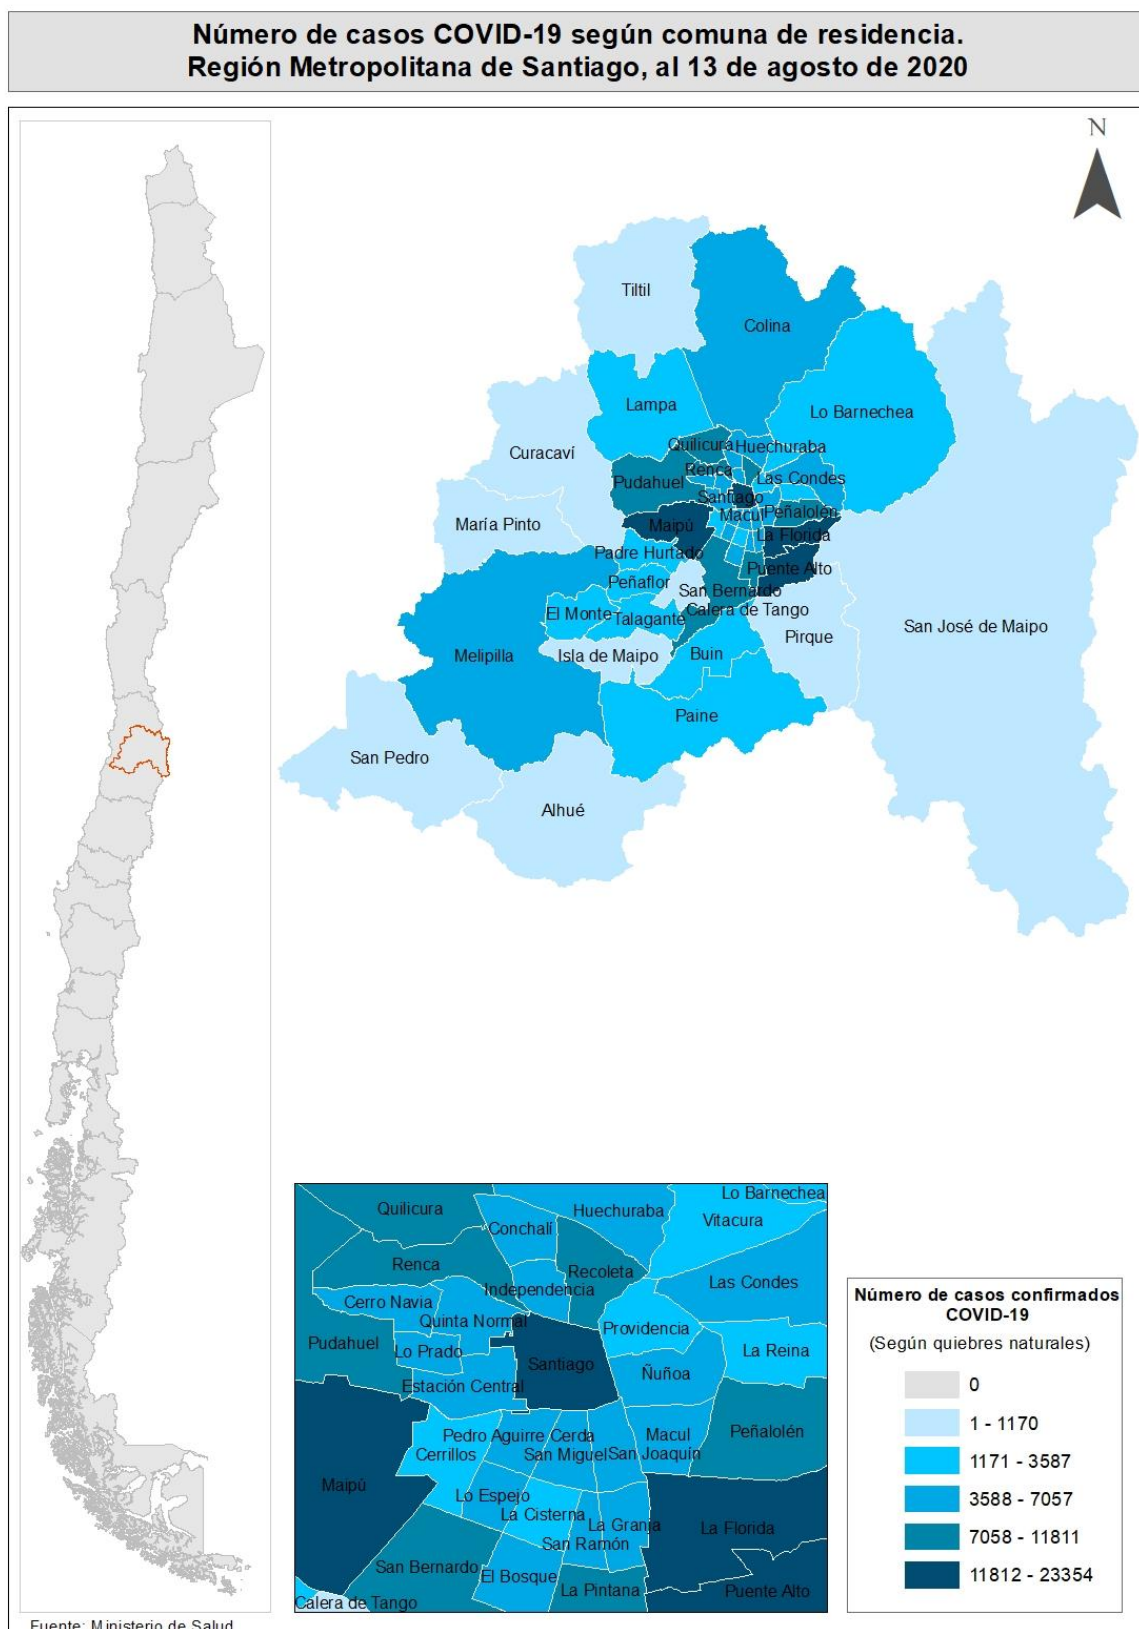 Número de casos COVID-19 según comuna de residencia.
Región Metropolitana de Santiago, al 13 de agosto de 2020
N
Tiltil
Colina
Lampa
Lo Barnechea
Curacaví
Quilicura
Huechuraba
Renca
Las Condes
Pudahuel
Santiago
María Pinto
Maipú
Macul
Peñalolén
La Florida
Padre Hurtado
Puente Alto
Peñaflor
San Bernardo
El Monte
Talagante
Calera de Tango
San José de Maipo
Pirque
Melipilla
Isla de Maipo
Buin
Paine
San Pedro
Alhué
Lo Barnechea
Quilicura
Huechuraba
Vitacura
Conchalí
Renca
Recoleta
Las Condes
Independencia
Cerro Navia
Quinta Normal
Providencia
Pudahuel
Lo Prado
Santiago
La Reina
Estación Central
Ñuñoa
Pedro Aguirre Cerda
Macul
Peñalolén
Cerrillos
San Miguel
San Joaquín
Maipú
Lo Espejo
La Cisterna
La Granja
La Florida
San Ramón
San Bernardo
El Bosque
La Pintana
Puente Alto
Calera de Tango
Número de casos confirmados
COVID-19
(Según quiebres naturales)
0
1 - 1170
1171 - 3587
3588 - 7057
7058 - 11811
11812 - 23354
Fuente: Ministerio de Salud